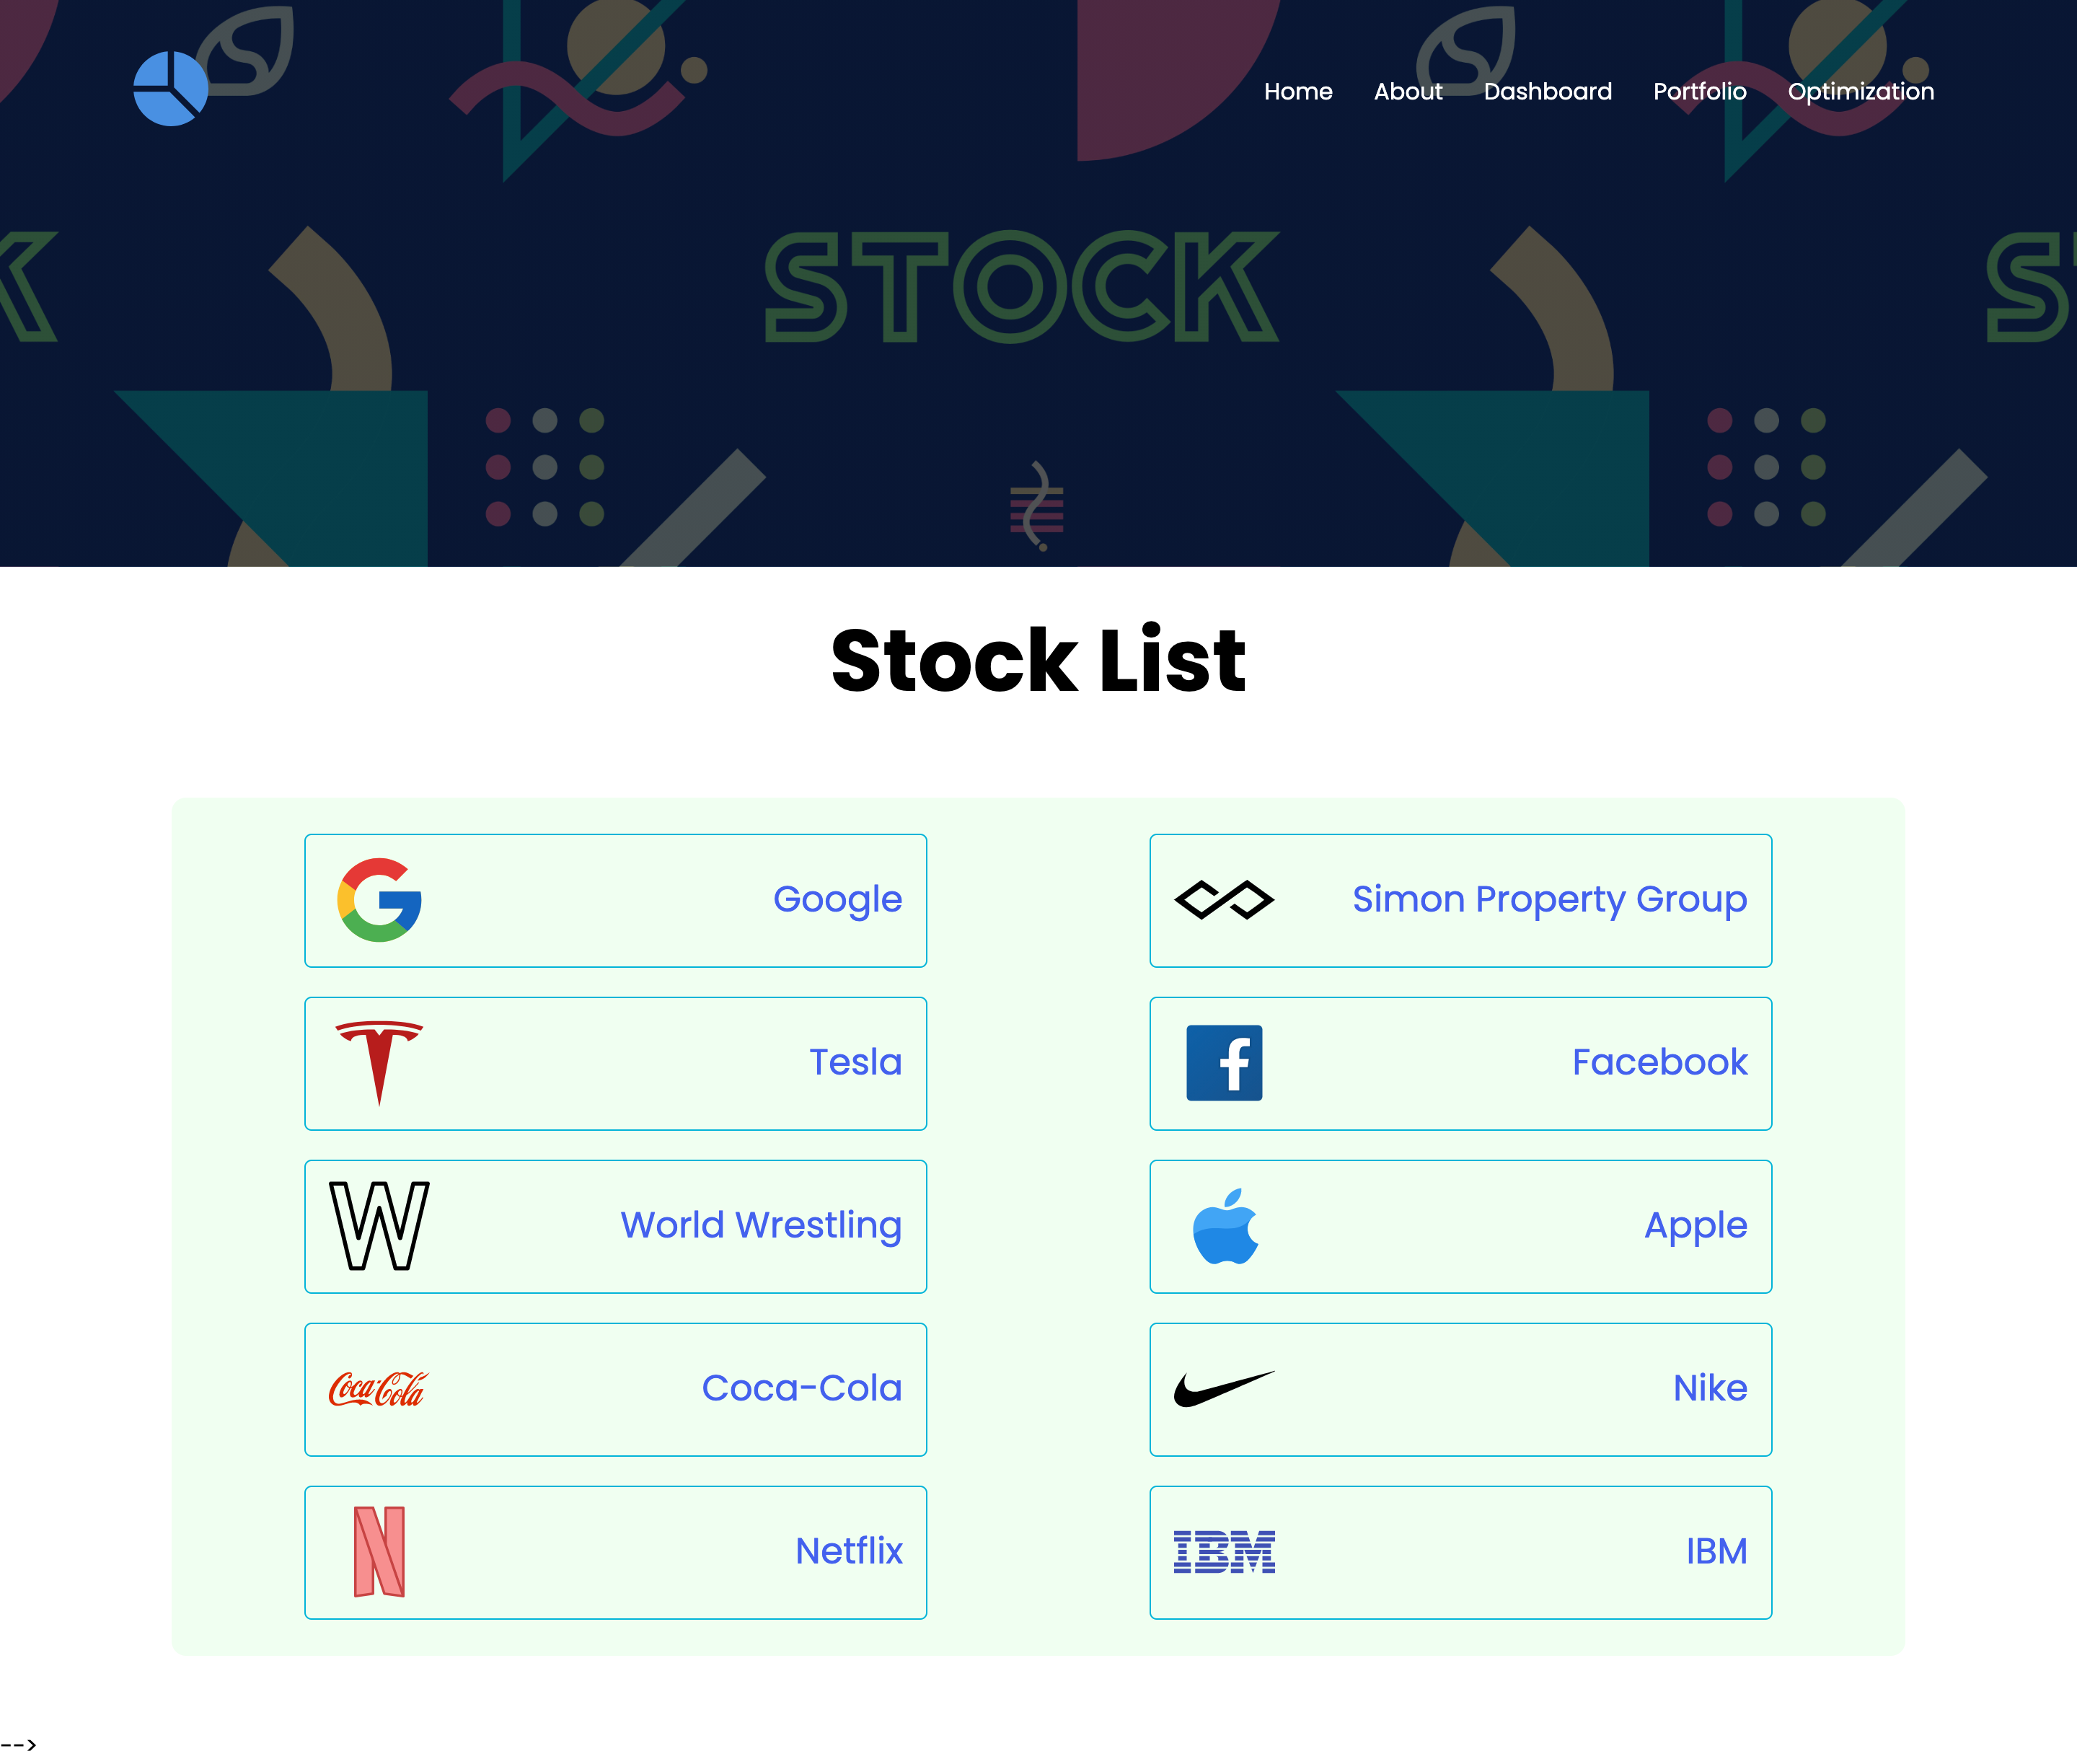 Home About Dashboard Portfolio Optimization
K STOCK ST
Stock List
Google
Simon Property Group
Tesla
Facebook
W World Wrestling
Apple
Coca-Cola Coca-Cola
Nike
N Netflix
IBM IBM
-->